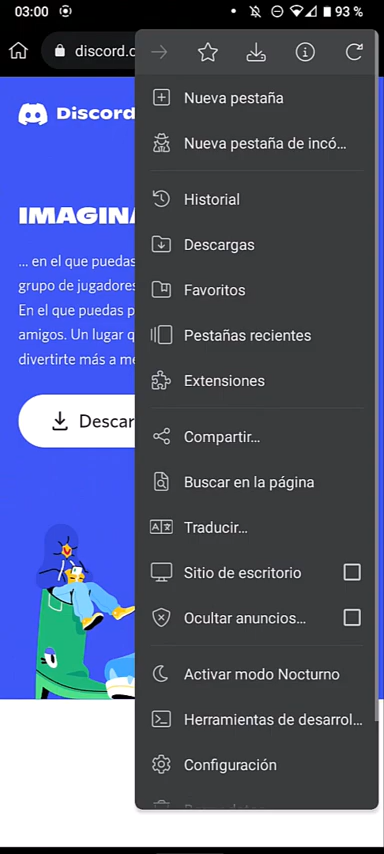 03:00
93 %
discord.c
Discord
Nueva pestaña
Nueva pestaña de incó...
IMAGINA
Historial
... en el que puedas
grupo de jugadores
En el que puedas p
amigos. Un lugar q
divertirte más a me
Descargas
Favoritos
Pestañas recientes
Extensiones
Descar
Compartir...
Buscar en la página
Traducir...
Sitio de escritorio
Ocultar anuncios...
Activar modo Nocturno
Herramientas de desarrol...
Configuración